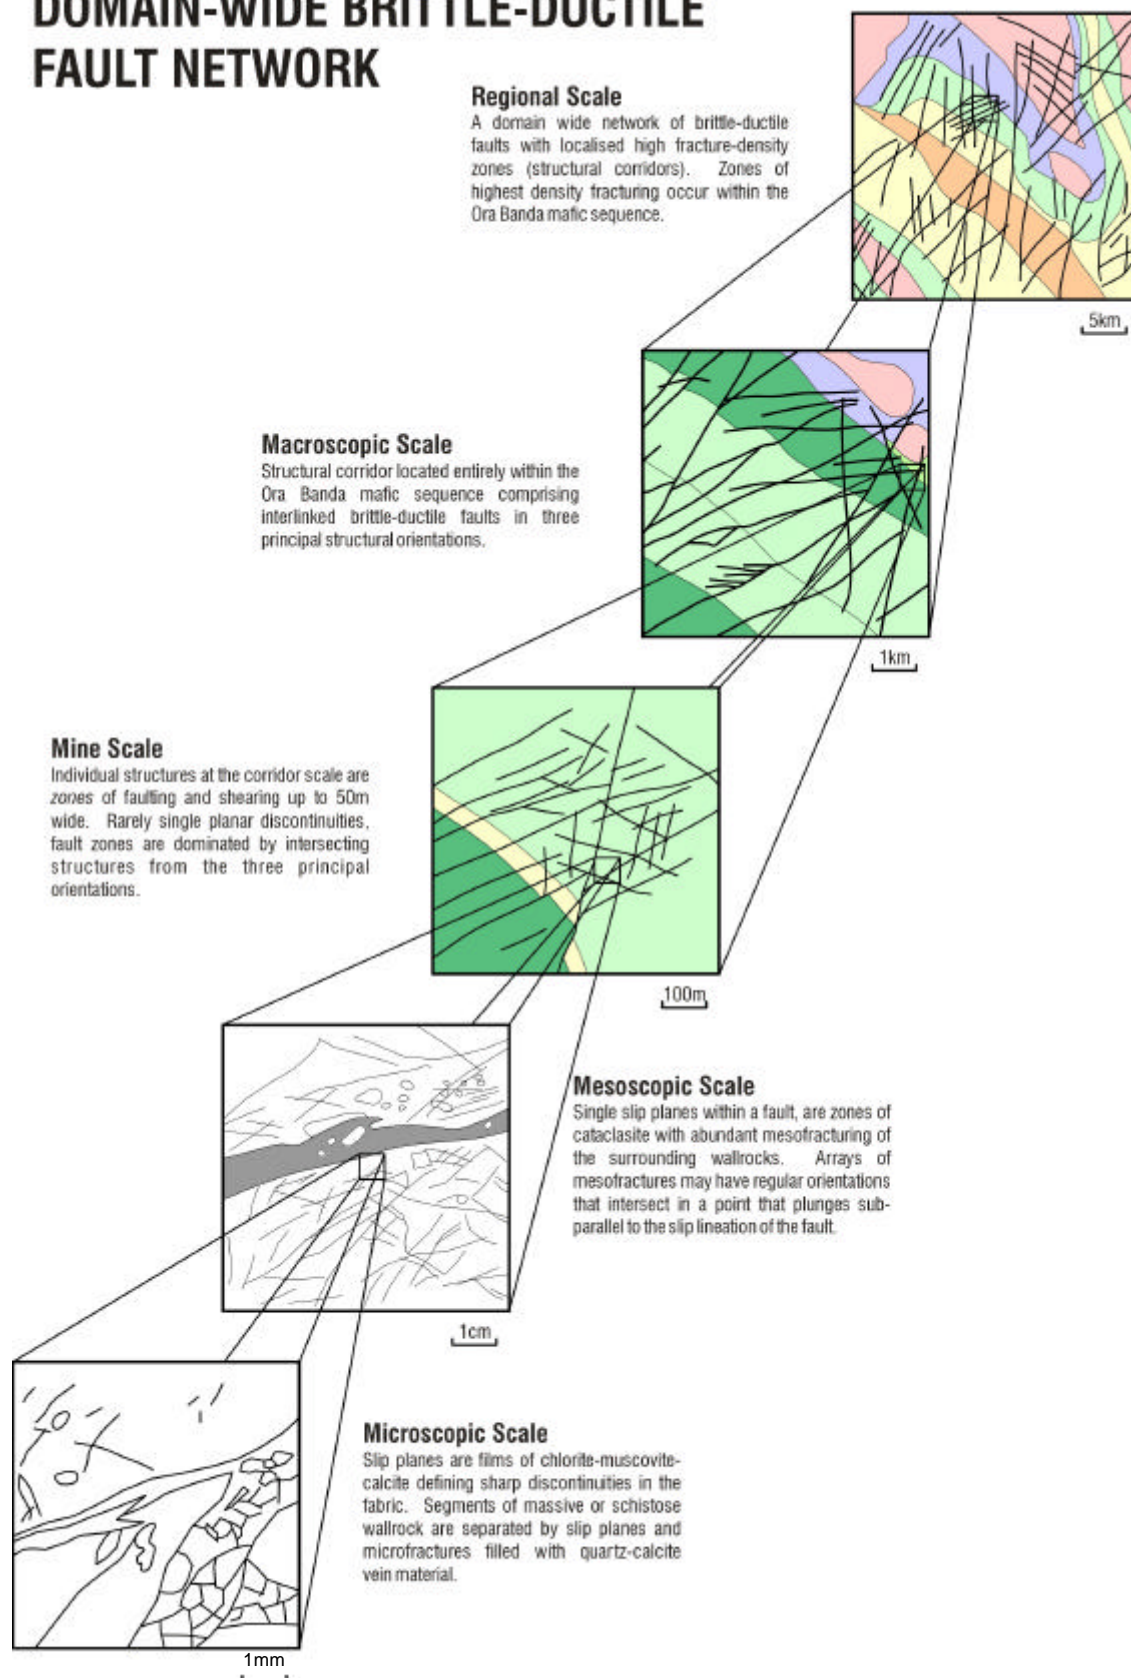 DOMAIN-WIDE BRITTLE-DUCTILE
FAULT NETWORK
Regional Scale
A domain wide network of brittle-ductile
faults with localised high fracture-density
zones (structural corridors). Zones of
highest density fracturing occur within the
Ora Banda mafic sequence.
5km
Macroscopic Scale
Structural corridor located entirely within the
Ora Banda mafic sequence comprising
interlinked brittle-ductile faults in three
principal structural orientations.
1km
Mine Scale
Individual structures at the corridor scale are
zones of faulting and shearing up to 50m
wide. Rarely single planar discontinuities,
fault zones are dominated by intersecting
structures from the three principal
orientations.
100m
Mesoscopic Scale
Single slip planes within a fault, are zones of
cataclasite with abundant mesofracturing of
the surrounding wallrocks. Arrays of
mesofractures may have regular orientations
that intersect in a point that plunges sub-
parallel to the slip lineation of the fault.
1cm
Microscopic Scale
Slip planes are films of chlorite-muscovite-
calcite defining sharp discontinuities in the
fabric. Segments of massive or schistose
wallrock are separated by slip planes and
microfractures filled with quartz-calcite
vein material.
1mm